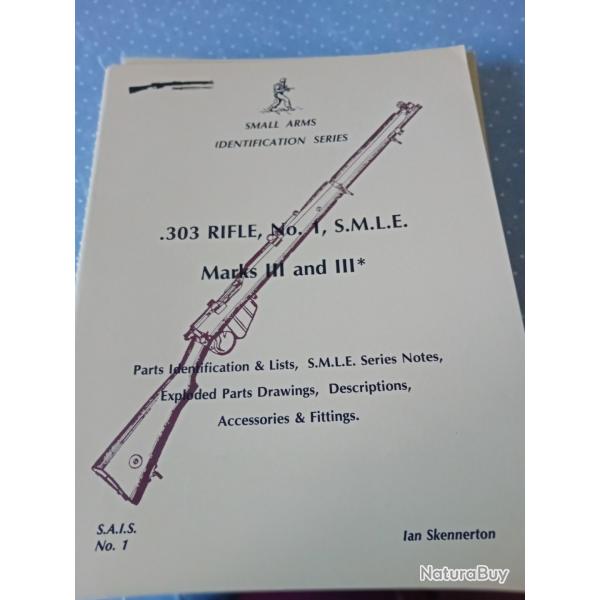 SMALL ARMS
IDENTIFICATION SERIES
.303 RIFLE, No. 1, S.M.L.E.
Marks III and III*
Parts Identification & Lists, S.M.L.E. Series Notes,
Exploded Parts Drawings, Descriptions,
Accessories & Fittings.
S.A.I.S.
No. 1
Ian Skennerton
NaturaBuy